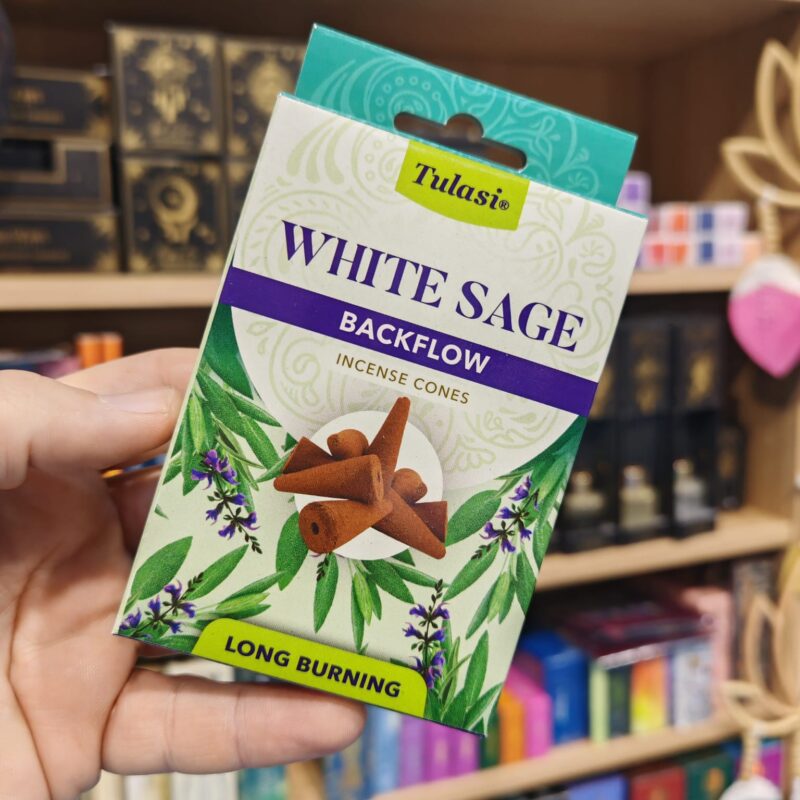 Tulasi®
WHITE SAGE
BACKFLOW
INCENSE CONES
LONG BURNING